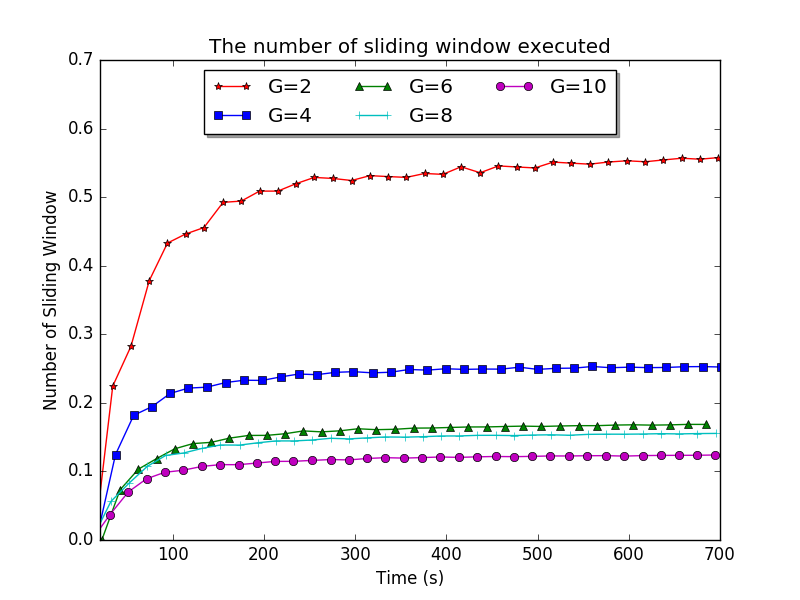 The number of sliding window executed
G=2 G=6 G=10
G=4 G=8
Number of Sliding Window
0.7
0.6
0.5
0.4
0.3
0.2
0.1
0.0
100 200 300 400 500 600 700
Time (s)